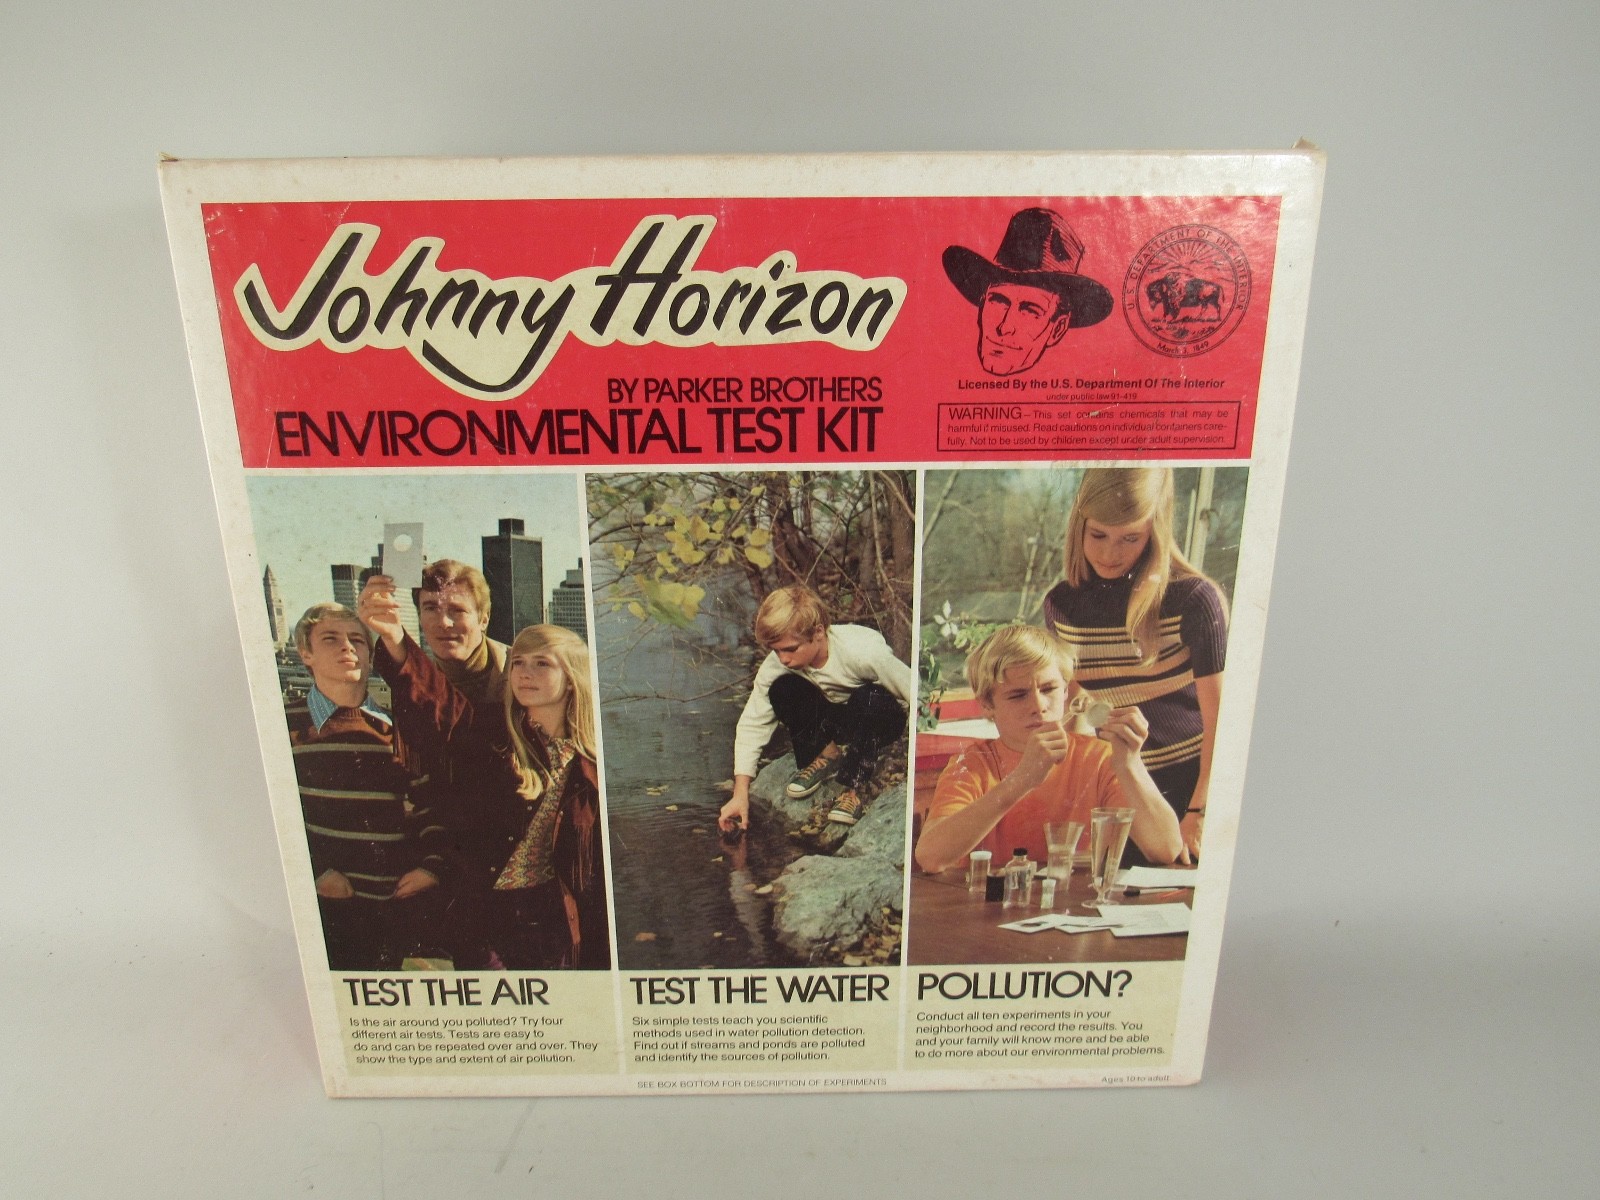 Johnny Horizon
BY PARKER BROTHERS
ENVIRONMENTAL TEST KIT
U.S. DEPARTMENT OF THE INTERIOR
March 3, 1849
Licensed By the U.S. Department Of The Interior
under public law 91-419
WARNING – This set contains chemicals that may be
harmful if misused. Read cautions on individual containers care-
fully. Not to be used by children except under adult supervision.
TEST THE AIR
Is the air around you polluted? Try four
different air tests. Tests are easy to
do and can be repeated over and over. They
show the type and extent of air pollution.
TEST THE WATER
Six simple tests teach you scientific
methods used in water pollution detection.
Find out if streams and ponds are polluted
and identify the sources of pollution.
POLLUTION?
Conduct all ten experiments in your
neighborhood and record the results. You
and your family will know more and be able
to do more about our environmental problems.
SEE BOX BOTTOM FOR DESCRIPTION OF EXPERIMENTS
Ages 10 to adult